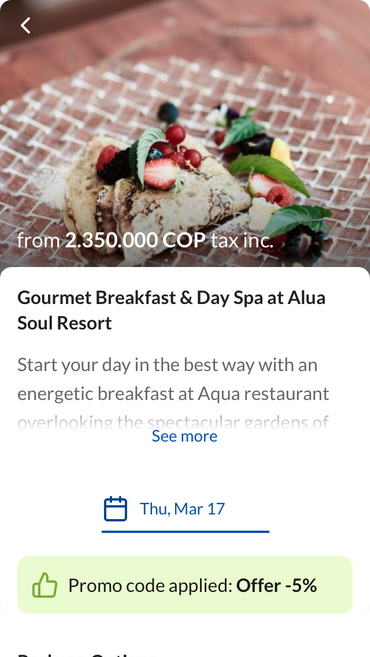 from 2.350.000 COP tax inc.
Gourmet Breakfast & Day Spa at Alua
Soul Resort
Start your day in the best way with an
energetic breakfast at Aqua restaurant
overlooking the spectacular gardens of
See more
Thu, Mar 17
Promo code applied: Offer -5%